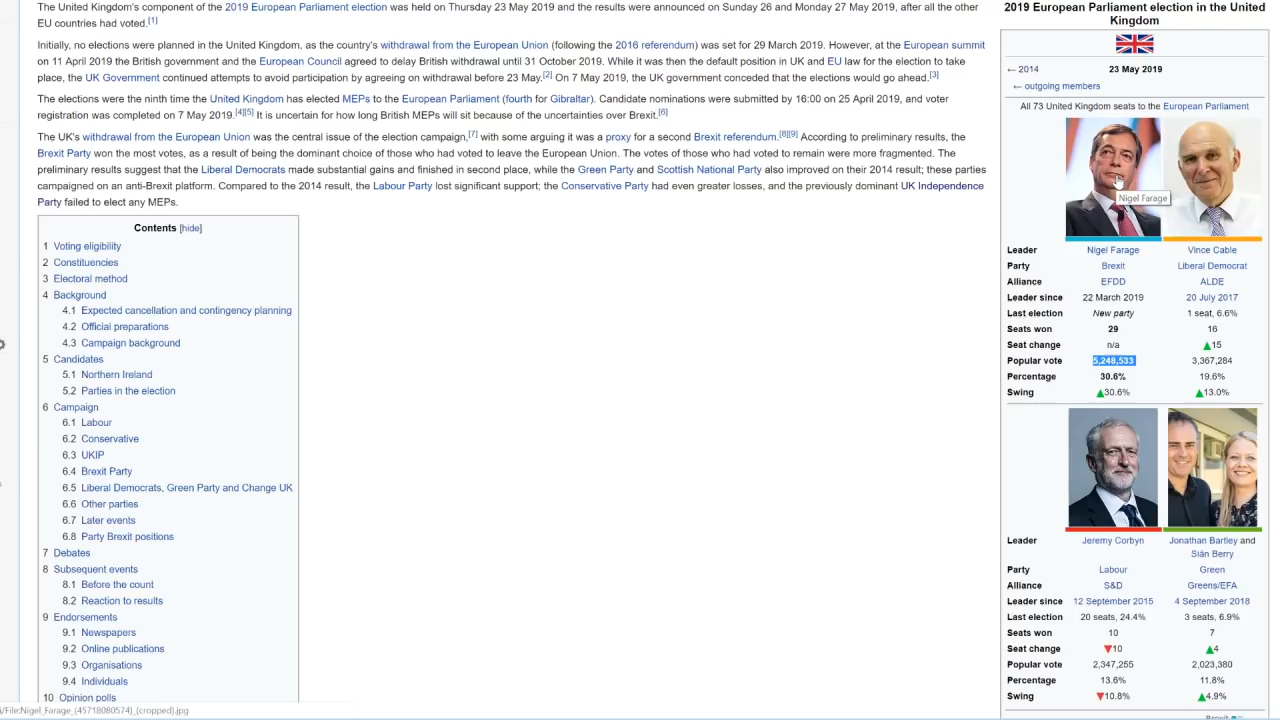 The United Kingdom's component of the 2019 European Parliament election was held on Thursday 23 May 2019 and the results were announced on Sunday 26 and Monday 27 May 2019, after all the other
EU countries had voted.[1]
Initially, no elections were planned in the United Kingdom, as the country's withdrawal from the European Union (following the 2016 referendum) was set for 29 March 2019. However, at the European summit
on 11 April 2019 the British government and the European Council agreed to delay British withdrawal until 31 October 2019. While it was then the default position in UK and EU law for the election to take
place, the UK Government continued attempts to avoid participation by agreeing on withdrawal before 23 May.[2] On 7 May 2019, the UK government conceded that the elections would go ahead.[3]
The elections were the ninth time the United Kingdom has elected MEPs to the European Parliament (fourth for Gibraltar). Candidate nominations were submitted by 16:00 on 25 April 2019, and voter
registration was completed on 7 May 2019.[4][5] It is uncertain for how long British MEPs will sit because of the uncertainties over Brexit.[6]
The UK's withdrawal from the European Union was the central issue of the election campaign,[7] with some arguing it was a proxy for a second Brexit referendum.[8][9] According to preliminary results, the
Brexit Party won the most votes, as a result of being the dominant choice of those who had voted to leave the European Union. The votes of those who had voted to remain were more fragmented. The
preliminary results suggest that the Liberal Democrats made substantial gains and finished in second place, while the Green Party and Scottish National Party also improved on their 2014 result; these parties
campaigned on an anti-Brexit platform. Compared to the 2014 result, the Labour Party lost significant support; the Conservative Party had even greater losses, and the previously dominant UK Independence
Party failed to elect any MEPs.
Contents [hide]
1 Voting eligibility
2 Constituencies
3 Electoral method
4 Background
4.1 Expected cancellation and contingency planning
4.2 Official preparations
4.3 Campaign background
5 Candidates
5.1 Northern Ireland
5.2 Parties in the election
6 Campaign
6.1 Labour
6.2 Conservative
6.3 UKIP
6.4 Brexit Party
6.5 Liberal Democrats, Green Party and Change UK
6.6 Other parties
6.7 Later events
6.8 Party Brexit positions
7 Debates
8 Subsequent events
8.1 Before the count
8.2 Reaction to results
9 Endorsements
9.1 Newspapers
9.2 Online publications
9.3 Organisations
9.4 Individuals
10 Opinion polls
i/File:Nigel_Farage_(45718080574)_(cropped).jpg
2019 European Parliament election in the United
Kingdom
← 2014 23 May 2019
← outgoing members
All 73 United Kingdom seats to the European Parliament
Nigel Farage
Leader Nigel Farage Vince Cable
Party Brexit Liberal Democrat
Alliance EFDD ALDE
Leader since 22 March 2019 20 July 2017
Last election New party 1 seat, 6.6%
Seats won 29 16
Seat change n/a ▲15
Popular vote 5,248,533 3,367,284
Percentage 30.6% 19.6%
Swing ▲30.6% ▲13.0%
Leader Jeremy Corbyn Jonathan Bartley and
Siân Berry
Party Labour Green
Alliance S&D Greens/EFA
Leader since 12 September 2015 4 September 2018
Last election 20 seats, 24.4% 3 seats, 6.9%
Seats won 10 7
Seat change ▼10 ▲4
Popular vote 2,347,255 2,023,380
Percentage 13.6% 11.8%
Swing ▼10.8% ▲4.9%
Brexit